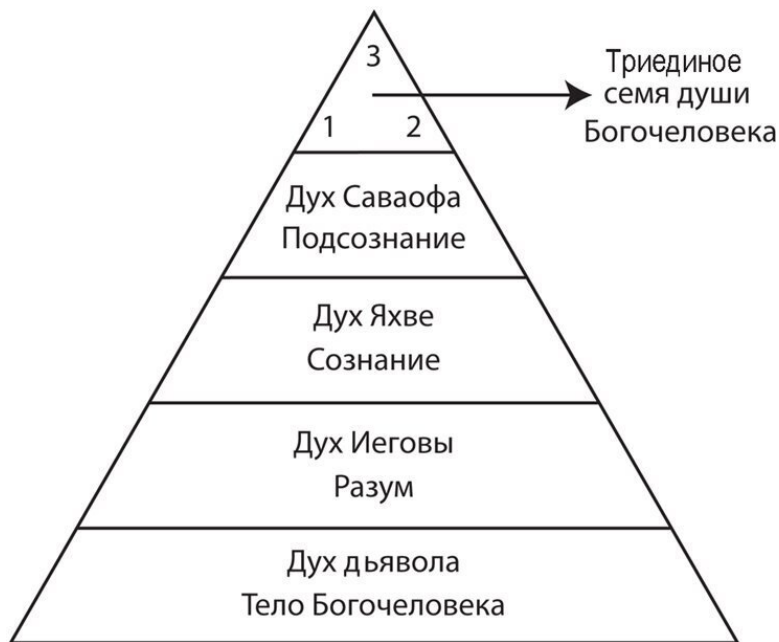 3
1 2
Триединое
семя души
Богочеловека
Дух Саваофа
Подсознание
Дух Яхве
Сознание
Дух Иеговы
Разум
Дух дьявола
Тело Богочеловека